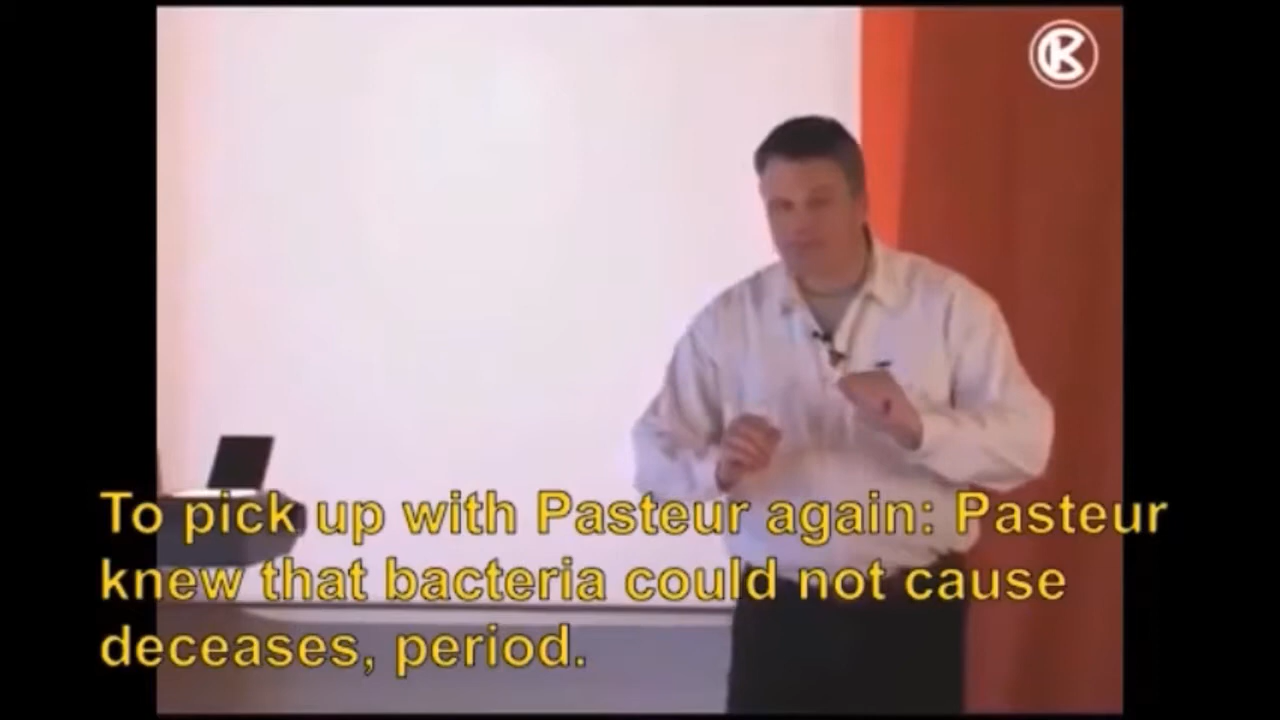 To pick up with Pasteur again: Pasteur
knew that bacteria could not cause
deceases, period.